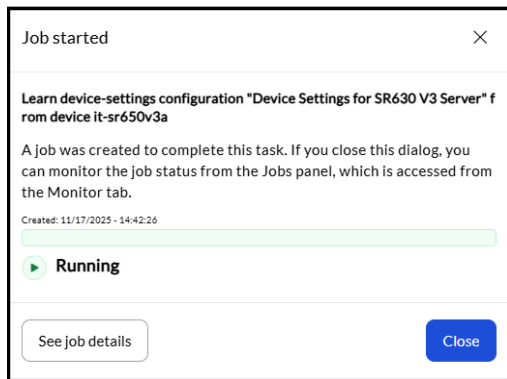 Job started
Learn device-settings configuration "Device Settings for SR630 V3 Server" f
rom device it-sr650v3a
A job was created to complete this task. If you close this dialog, you
can monitor the job status from the Jobs panel, which is accessed from
the Monitor tab.
Created: 11/17/2025 - 14:42:26
Running
See job details
Close